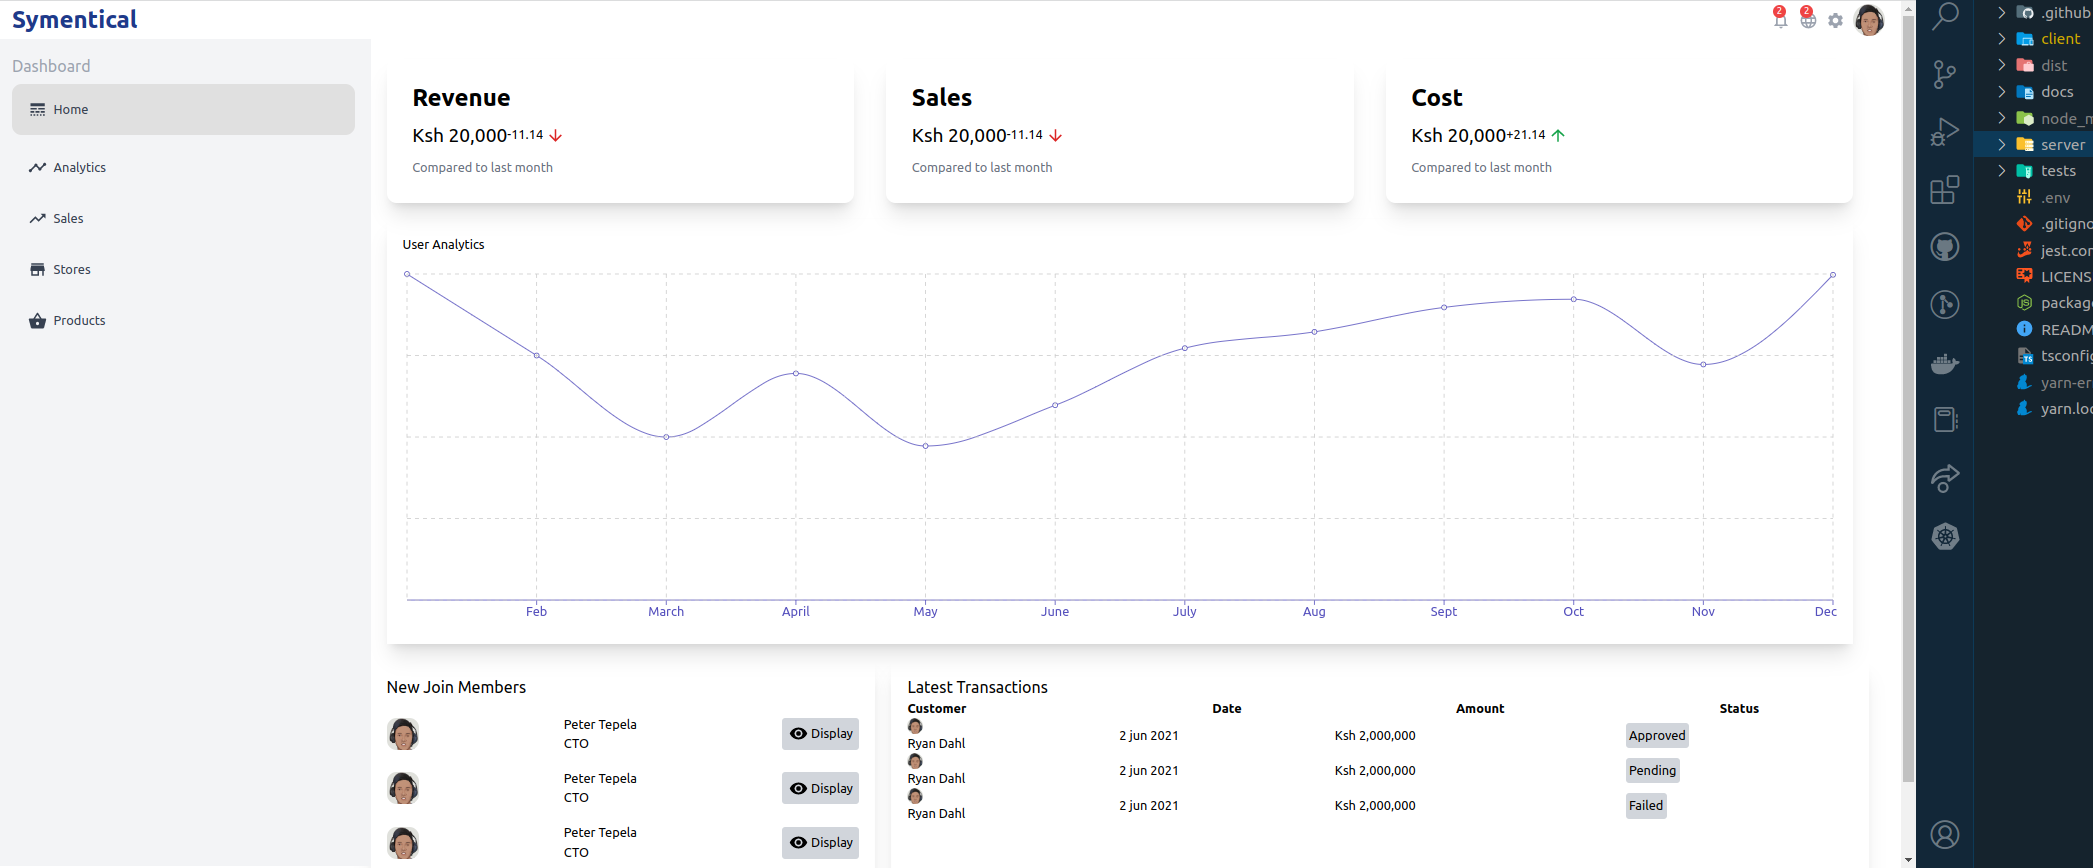 Symentical
2
2
Dashboard
Home
Analytics
Sales
Stores
Products
Revenue
Ksh 20,000-11.14
Compared to last month
Sales
Ksh 20,000-11.14
Compared to last month
Cost
Ksh 20,000+21.14
Compared to last month
User Analytics
Feb March April May June July Aug Sept Oct Nov Dec
New Join Members
Peter Tepela
CTO
Display
Peter Tepela
CTO
Display
Peter Tepela
CTO
Display
Latest Transactions
Customer Date Amount Status
Ryan Dahl 2 jun 2021 Ksh 2,000,000 Approved
Ryan Dahl 2 jun 2021 Ksh 2,000,000 Pending
Ryan Dahl 2 jun 2021 Ksh 2,000,000 Failed
.github
client
dist
docs
node_m
server
tests
.env
.gitigno
jest.con
LICENS
package
READM
tsconfig
yarn-er
yarn.loc